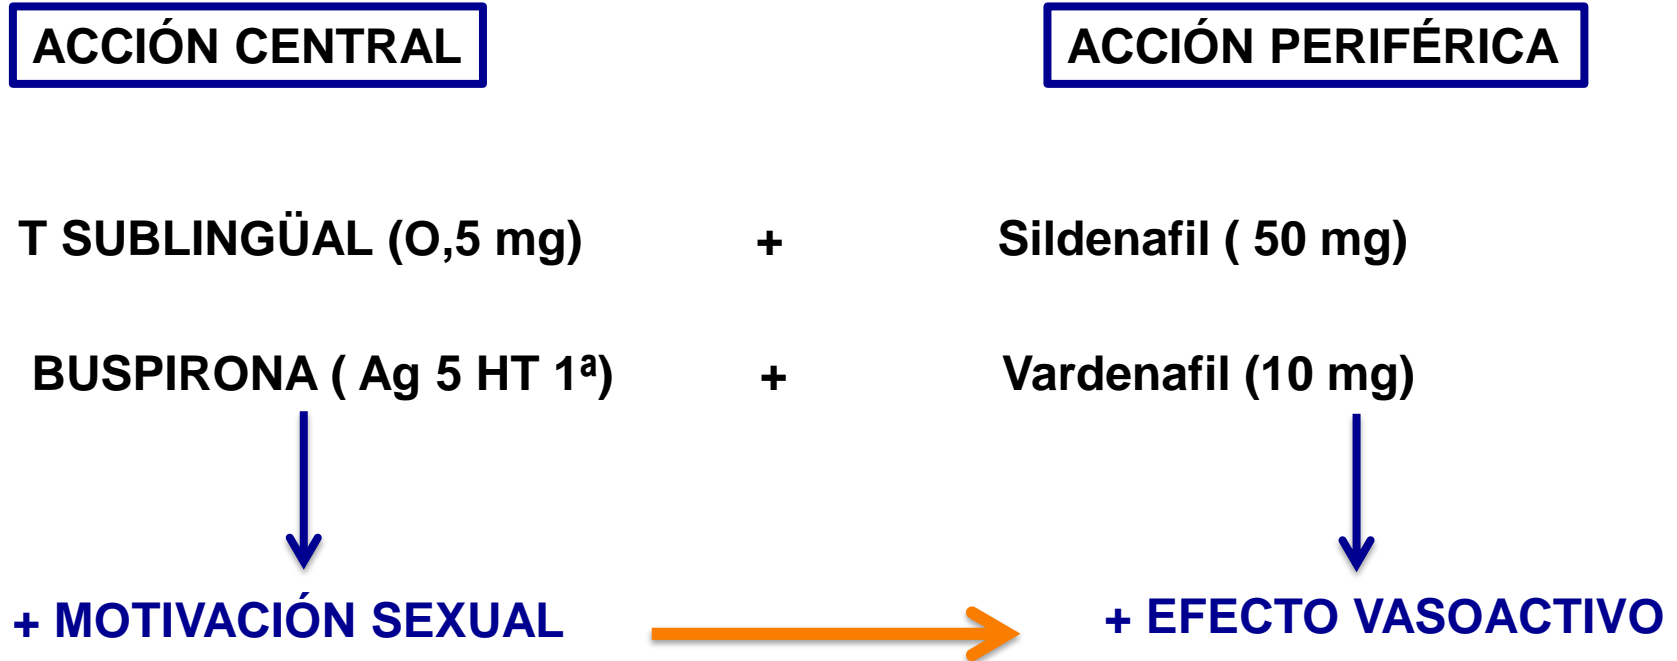 ACCIÓN CENTRAL
ACCIÓN PERIFÉRICA
T SUBLINGÜAL (O,5 mg) + Sildenafil ( 50 mg)
BUSPIRONA ( Ag 5 HT 1ª) + Vardenafil (10 mg)
+ MOTIVACIÓN SEXUAL
+ EFECTO VASOACTIVO